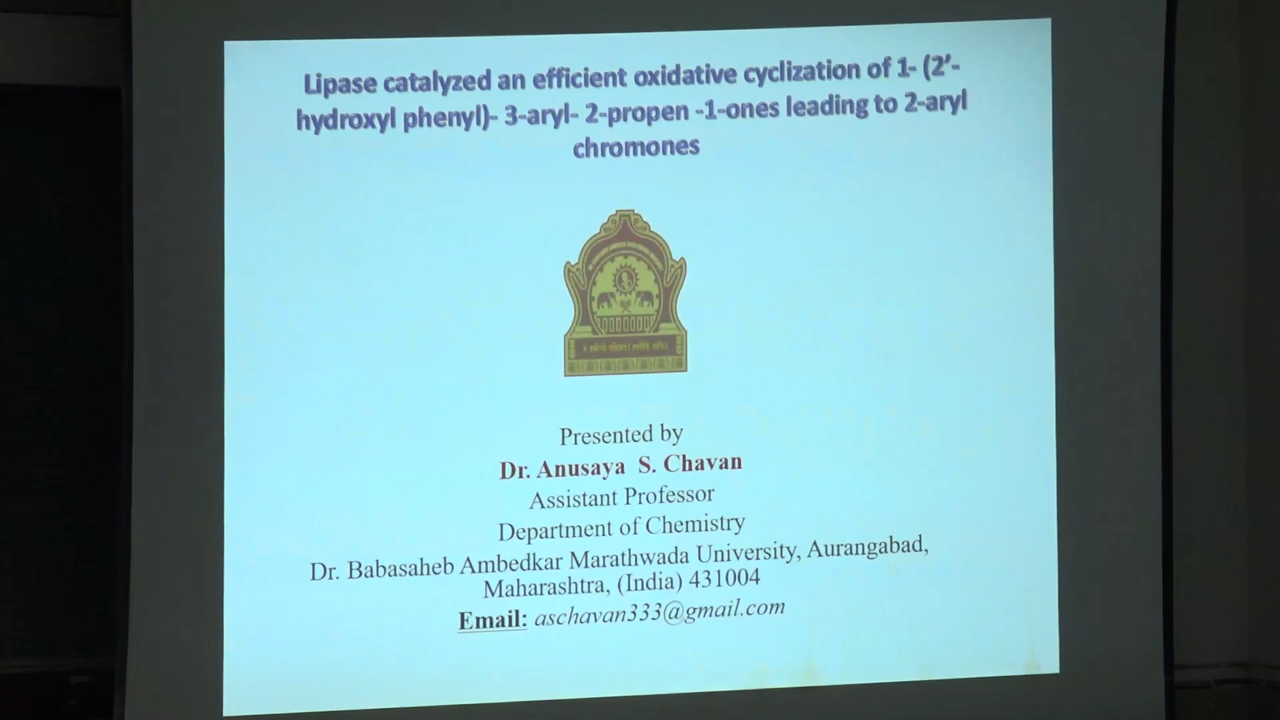 Lipase catalyzed an efficient oxidative cyclization of 1- (2’-
hydroxyl phenyl)- 3-aryl- 2-propen -1-ones leading to 2-aryl
chromones
Presented by
Dr. Anusaya S. Chavan
Assistant Professor
Department of Chemistry
Dr. Babasaheb Ambedkar Marathwada University, Aurangabad,
Maharashtra, (India) 431004
Email: aschavan333@gmail.com